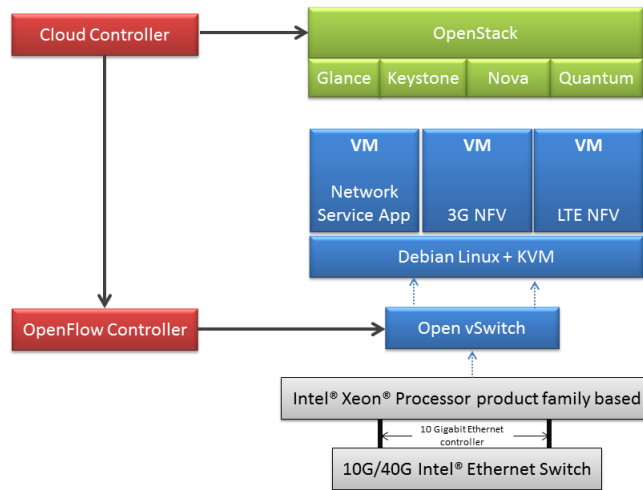 Cloud Controller
OpenStack
Glance
Keystone
Nova
Quantum
VM
Network
Service App
VM
3G NFV
VM
LTE NFV
Debian Linux + KVM
OpenFlow Controller
Open vSwitch
Intel® Xeon® Processor product family based
10 Gigabit Ethernet
controller
10G/40G Intel® Ethernet Switch